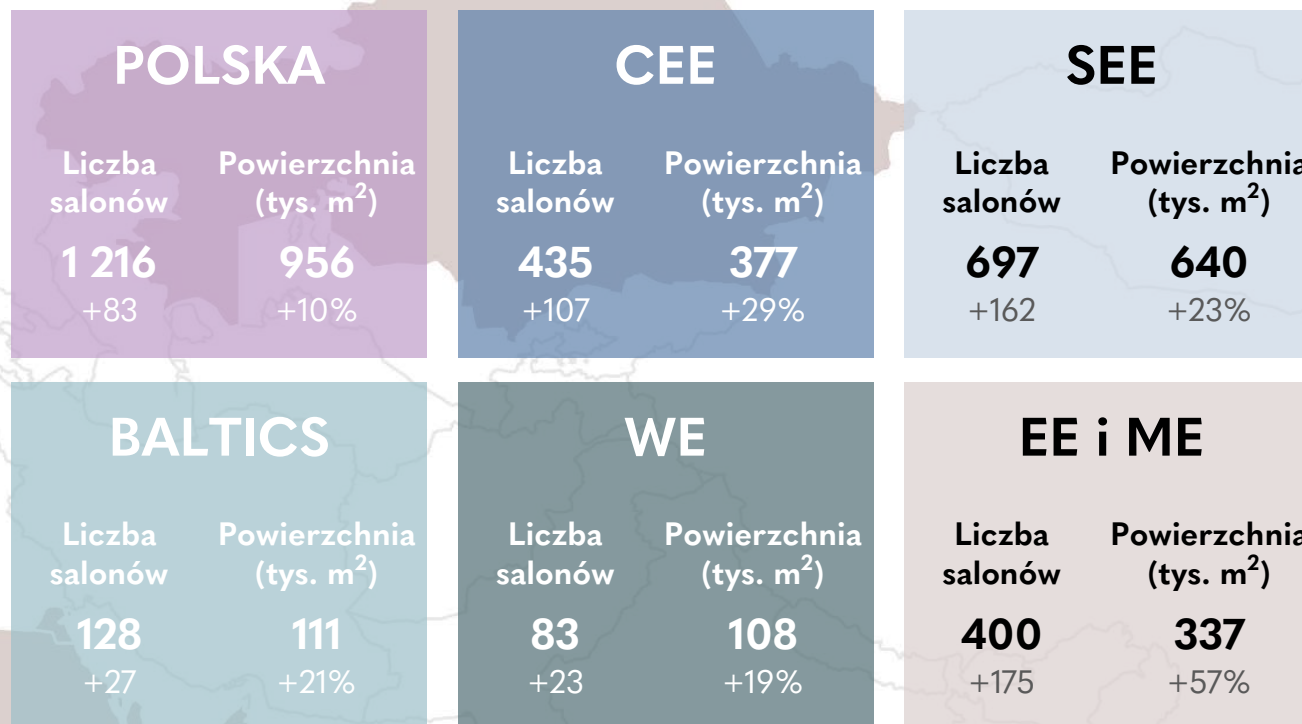 POLSKA
Liczba salonów
Powierzchnia (tys. m²)
1 216
+83
956
+10%
CEE
Liczba salonów
Powierzchnia (tys. m²)
435
+107
377
+29%
SEE
Liczba salonów
Powierzchnia (tys. m²)
697
+162
640
+23%
BALTICS
Liczba salonów
Powierzchnia (tys. m²)
128
+27
111
+21%
WE
Liczba salonów
Powierzchnia (tys. m²)
83
+23
108
+19%
EE i ME
Liczba salonów
Powierzchnia (tys. m²)
400
+175
337
+57%